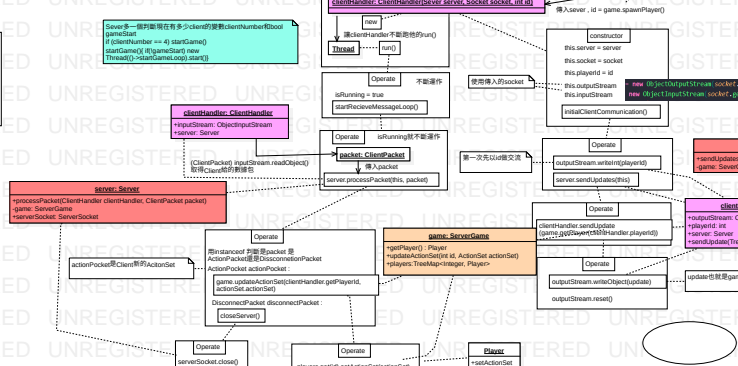 clientHandler: ClientHandler(Sever server, Socket socket, int id)
傳入sever , id = game.spawnPlayer()
Sever多一個判斷現在有多少client的變數clientNumber和bool
gameStart
if (clientNumber == 4) startGame()
startGame(){ if(!gameStart) new
Thread(()->startGameLoop.start()}
new
讓clientHandler不斷跑他的run()
Thread
run()
constructor
this.server = server
this.socket = socket
this.playerId = id
this.outputStream
this.inputStream
= new ObjectOutputStream(socket.
new ObjectInputStream(socket.g
initialClientCommunication()
使用傳入的socket
Operate
不斷運作
isRunning = true
startRecieveMessageLoop()
clientHandler: ClientHandler
+inputStream: ObjectInputStream
+server: Server
Operate
isRunning就不斷運作
packet: ClientPacket
傳入packet
server.processPacket(this, packet)
(ClientPacket) inputStream.readObject()
取得Client給的數據包
第一次先以id做交流
Operate
outputStream.writeInt(playerId)
server.sendUpdates(this)
+sendUpdates
-game: ServerG
server: Server
+processPacket(ClientHandler clientHandler, ClientPacket packet)
-game: ServerGame
+serverSocket: ServerSocket
Operate
clientHandler.sendUpdate
(game.getPlayer(clientHandler.playerId))
client
+outputStream: O
+playerId: int
+server: Server
+sendUpdate(Tre
Operate
用instanceof 判斷是packet 是
ActionPacket還是DissconnetionPacket
ActionPocket actionPocket :
game.updateActionSet(clientHandler.getPlayerId,
actionSet.actionSet)
DisconnectPacket disconnectPacket :
closeServer()
actionPocket是Client新的AcitonSet
game: ServerGame
+getPlayer() : Player
+updateActionSet(int id, ActionSet actionSet)
+players:TreeMap<Integer, Player>
Operate
outputStream.writeObject(update)
outputStream.reset()
update也就是gam
Operate
serverSocket.close()
Operate
Player
+setActionSet
UNREGISTERED